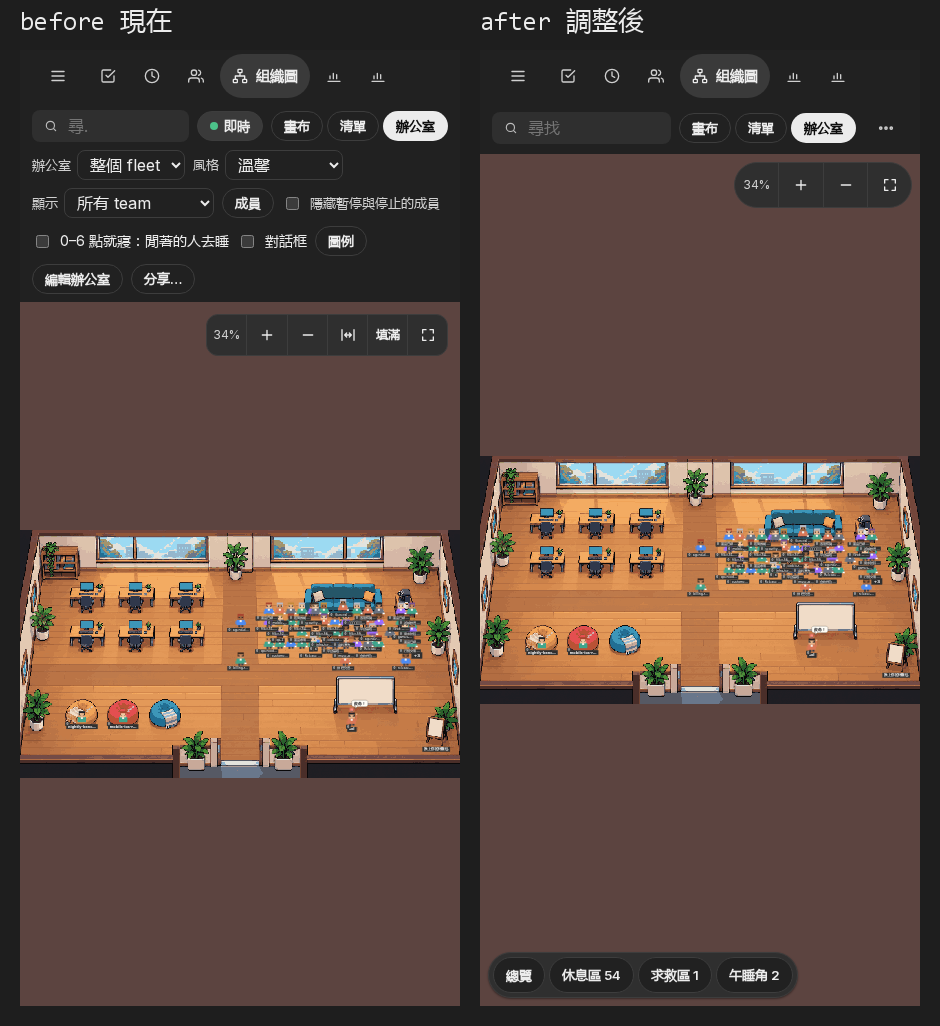 before 現在
組織圖
尋.
即時
畫布
清單
辦公室
辦公室 整個 fleet 風格 溫馨
顯示 所有 team 成員 隱藏暫停與停止的成員
0–6 點就寢：閒著的人去睡 對話框 圖例
編輯辦公室 分享...
34% + − 填滿
after 調整後
組織圖
尋找
畫布
清單
辦公室
•••
34% + −
總覽
休息區 54
求救區 1
午睡角 2